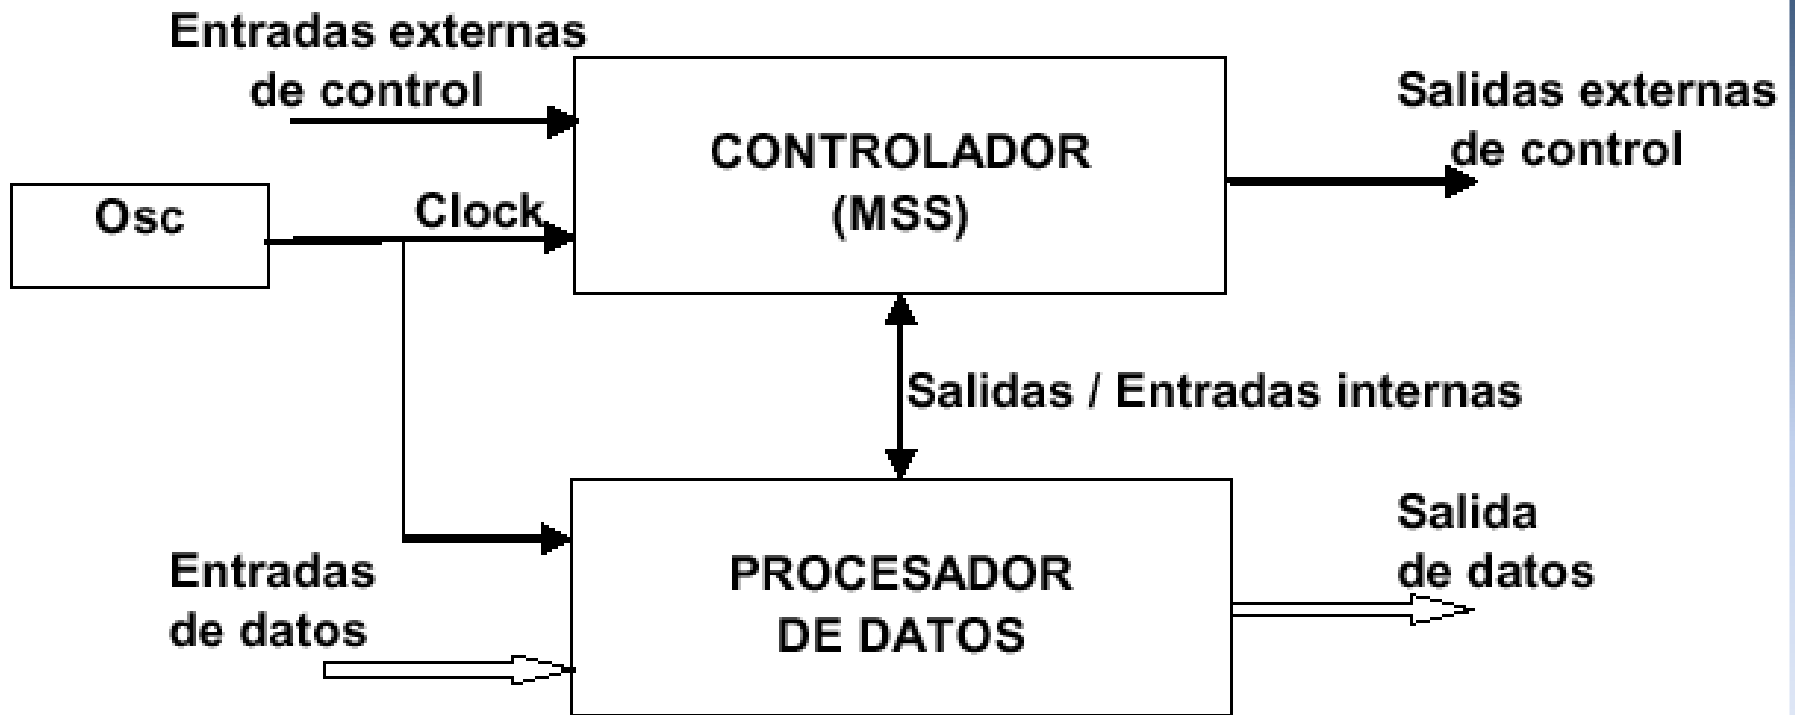 Entradas externas
de control
CONTROLADOR
(MSS)
Salidas externas
de control
Osc
Clock
Salidas / Entradas internas
Entradas
de datos
PROCESADOR
DE DATOS
Salida
de datos